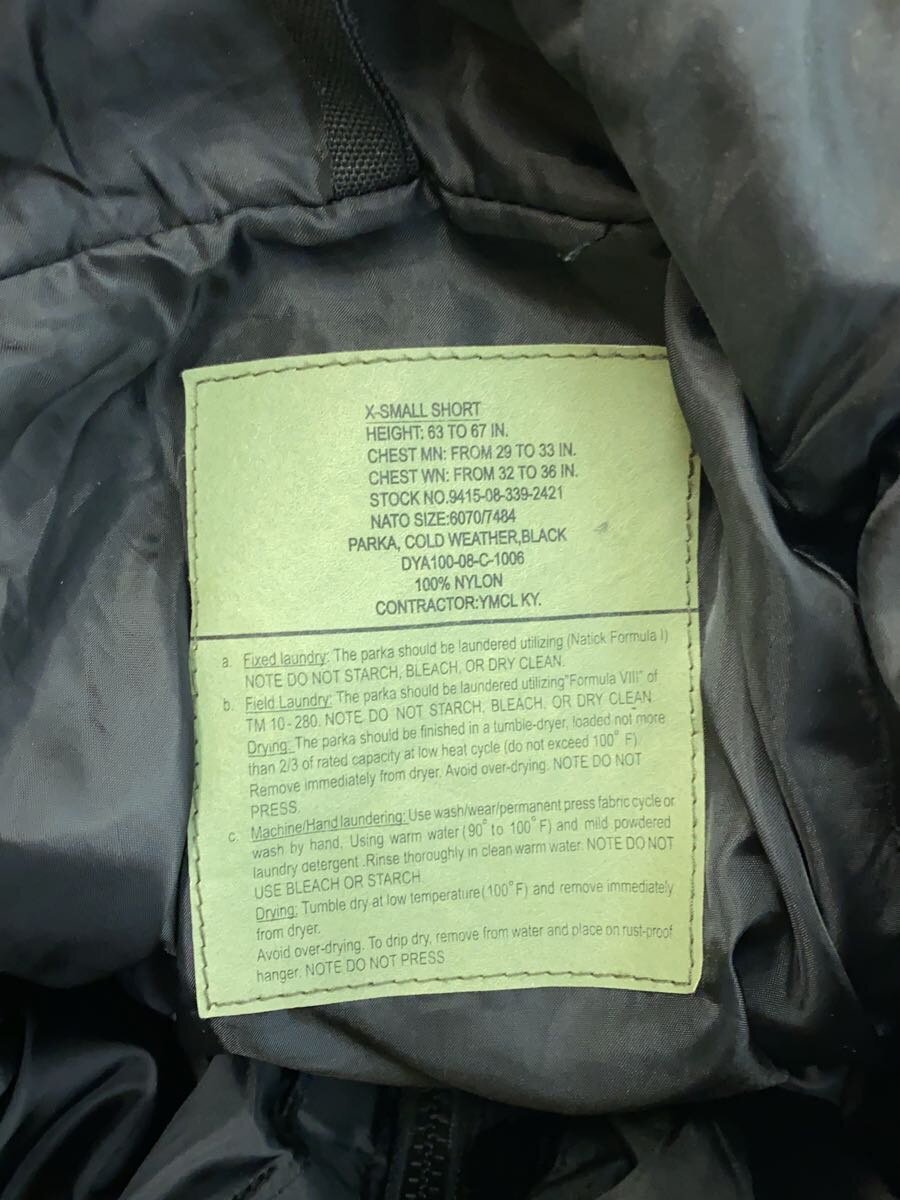 X-SMALL SHORT
HEIGHT: 63 TO 67 IN.
CHEST MN: FROM 29 TO 33 IN.
CHEST WN: FROM 32 TO 36 IN.
STOCK NO.9415-08-339-2421
NATO SIZE:6070/7484
PARKA, COLD WEATHER,BLACK
DYA100-08-C-1006
100% NYLON
CONTRACTOR:YMCL KY.
a. Fixed laundry: The parka should be laundered utilizing (Natick Formula I)
NOTE DO NOT STARCH, BLEACH, OR DRY CLEAN.
b. Field Laundry: The parka should be laundered utilizing"Formula VIII" of
TM 10-280. NOTE DO NOT STARCH, BLEACH, OR DRY CLEAN.
Drying: The parka should be finished in a tumble-dryer, loaded not more
than 2/3 of rated capacity at low heat cycle (do not exceed 100° F).
Remove immediately from dryer. Avoid over-drying. NOTE DO NOT
PRESS.
c. Machine/Hand laundering: Use wash/wear/permanent press fabric cycle or
wash by hand, Using warm water (90° to 100°F) and mild powdered
laundry detergent .Rinse thoroughly in clean warm water. NOTE DO NOT
USE BLEACH OR STARCH.
Drying: Tumble dry at low temperature(100°F) and remove immediately
from dryer.
Avoid over-drying. To drip dry, remove from water and place on rust-proof
hanger. NOTE DO NOT PRESS